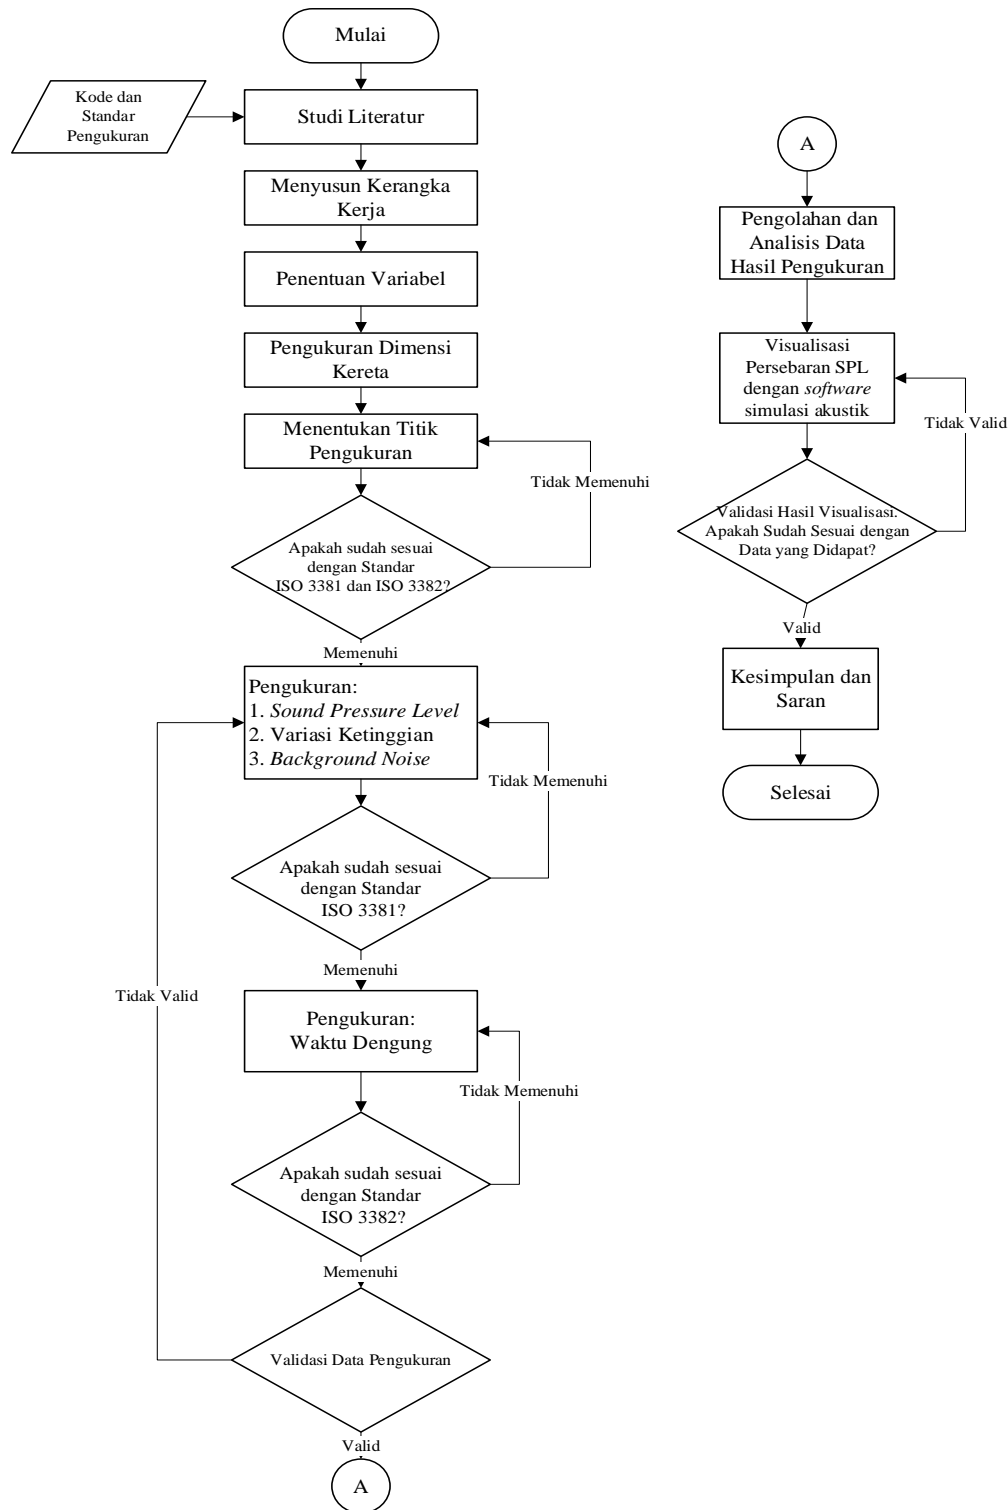 Mulai
Kode dan
Standar
Pengukuran
Studi Literatur
Menyusun Kerangka
Kerja
Penentuan Variabel
Pengukuran Dimensi
Kereta
Menentukan Titik
Pengukuran
Tidak Memenuhi
Apakah sudah sesuai
dengan Standar
ISO 3381 dan ISO 3382?
Memenuhi
Pengukuran:
1. Sound Pressure Level
2. Variasi Ketinggian
3. Background Noise
Tidak Memenuhi
Apakah sudah sesuai
dengan Standar
ISO 3381?
Memenuhi
Tidak Valid
Pengukuran:
Waktu Dengung
Tidak Memenuhi
Apakah sudah sesuai
dengan Standar
ISO 3382?
Memenuhi
Validasi Data Pengukuran
Valid
A
A
Pengolahan dan
Analisis Data
Hasil Pengukuran
Visualisasi
Persebaran SPL
dengan software
simulasi akustik
Tidak Valid
Validasi Hasil Visualisasi.
Apakah Sudah Sesuai dengan
Data yang Didapat?
Valid
Kesimpulan dan
Saran
Selesai